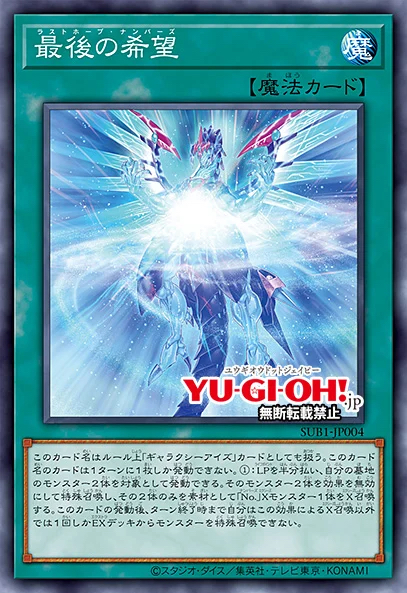 ラストホープ・ナンバーズ
最後の希望
魔
【魔法カード】
ユウギオウドットジェイピー
YU-GI-OH!.jp
無断転載禁止
SUB1-JP004
このカード名はルール上「ギャラクシーアイズ」カードとしても扱う。このカード
名のカードは1ターンに1枚しか発動できない。①:LPを半分払い、自分の墓地
のモンスター2体を対象として発動できる。そのモンスター2体を効果を無効
にして特殊召喚し、その2体のみを素材として「No.」Xモンスター1体をX召喚
する。このカードの発動後、ターン終了時まで自分はこの効果によるX召喚以外
では1回しかEXデッキからモンスターを特殊召喚できない。
©スタジオ・ダイス/集英社・テレビ東京・KONAMI